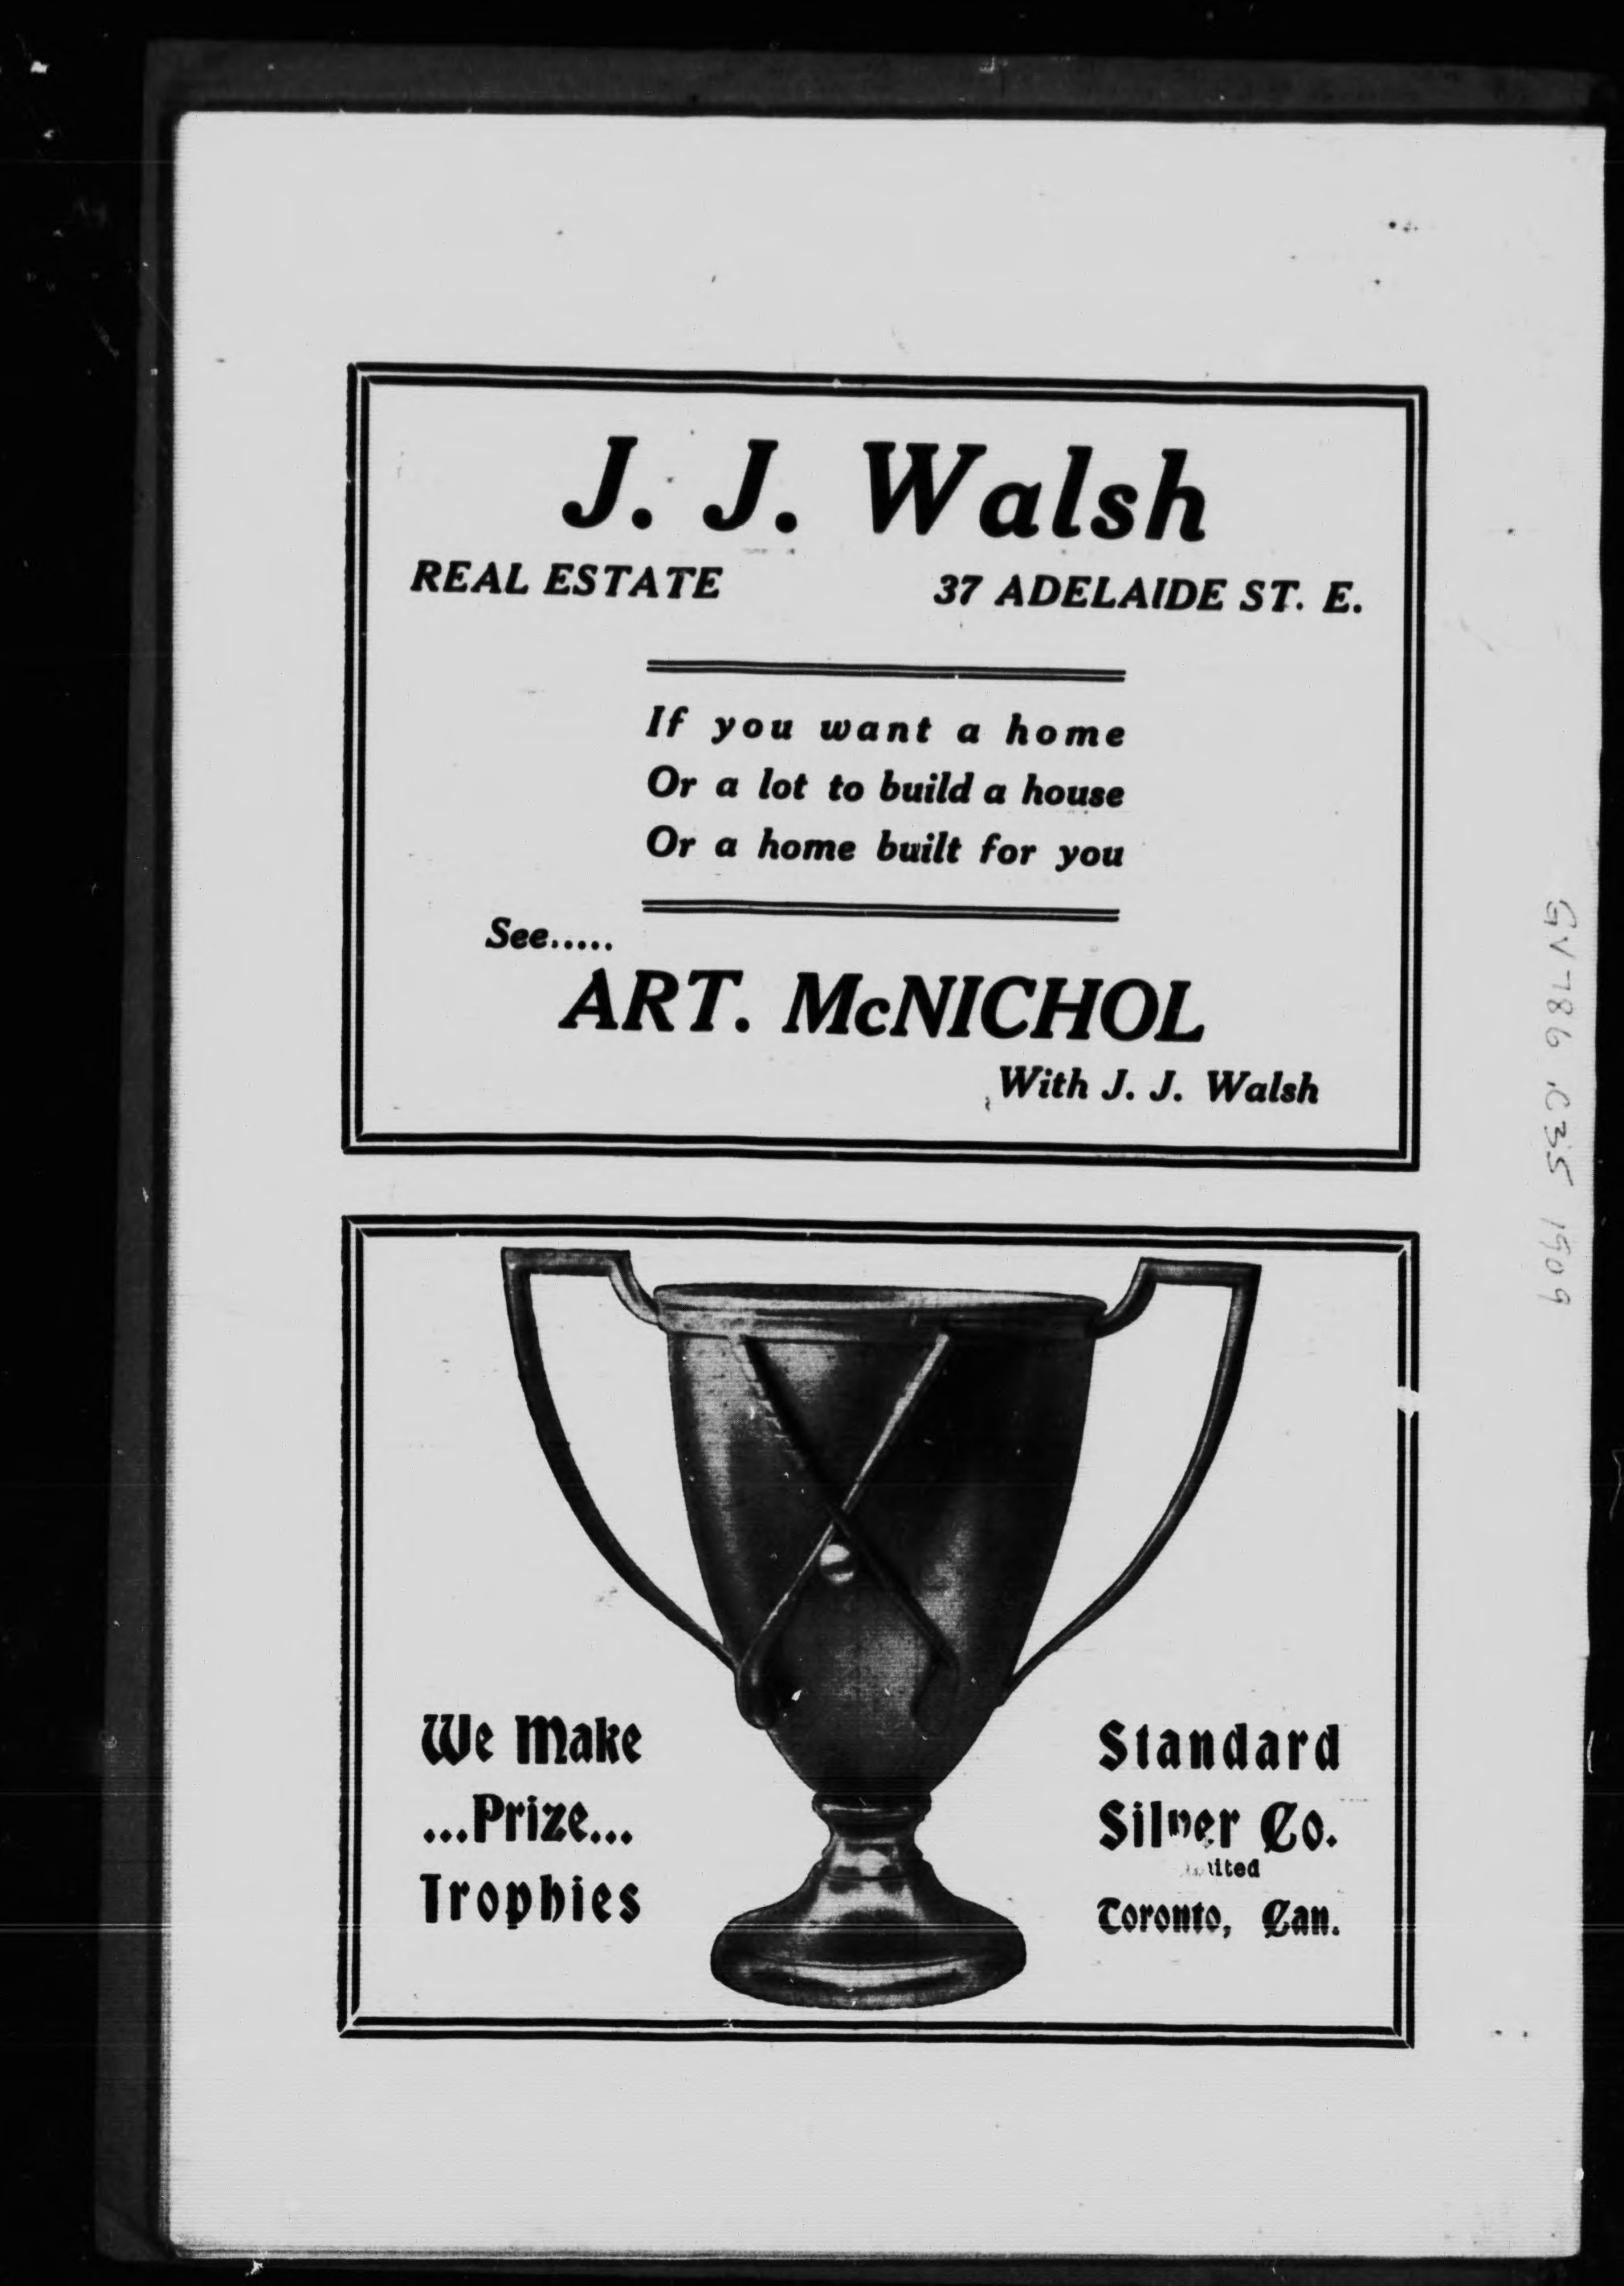 J. J. Walsh
REAL ESTATE 37 ADELAIDE ST. E.
If you want a home
Or a lot to build a house
Or a home built for you
See.....
ART. McNICHOL
With J. J. Walsh
We Make
...Prize...
Trophies
Standard
Silver Co.
Toronto, Can.
GV786 .C35 1909